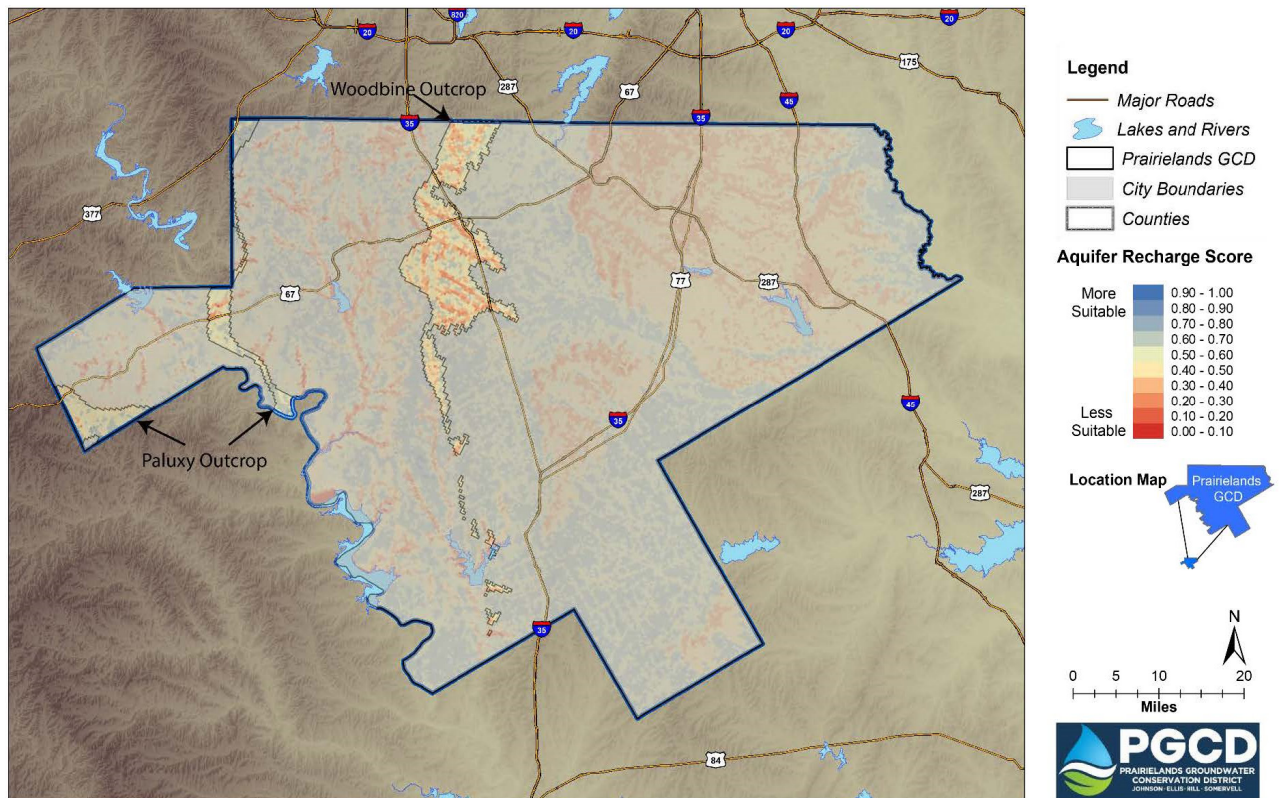 820
20
20
20
20
175
287
67
45
Woodbine Outcrop
35
35
377
67
77
287
35
45
Paluxy Outcrop
287
35
84
Legend
Major Roads
Lakes and Rivers
Prairielands GCD
City Boundaries
Counties
Aquifer Recharge Score
More
Suitable
0.90 - 1.00
0.80 - 0.90
0.70 - 0.80
0.60 - 0.70
0.50 - 0.60
0.40 - 0.50
0.30 - 0.40
0.20 - 0.30
0.10 - 0.20
0.00 - 0.10
Less
Suitable
Location Map
Prairielands
GCD
N
0 5 10 20
Miles
PGCD
PRAIRIELANDS GROUNDWATER
CONSERVATION DISTRICT
JOHNSON · ELLIS · HILL · SOMERVELL